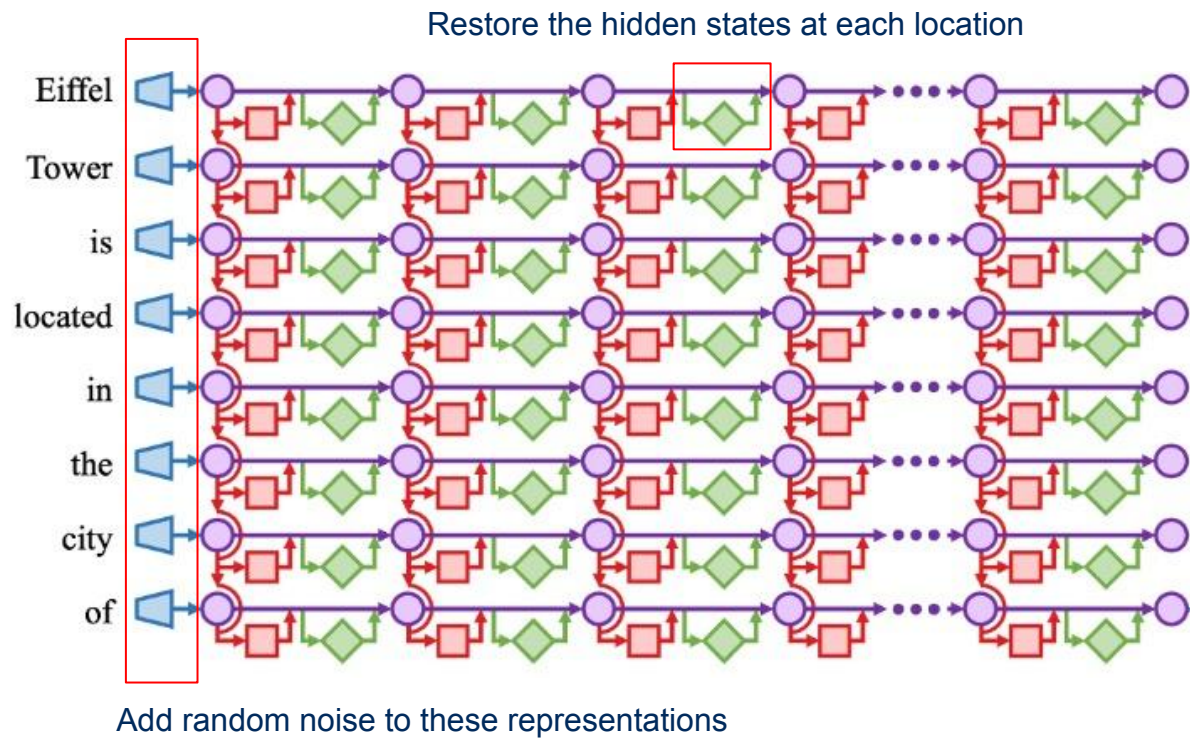 Restore the hidden states at each location
Eiffel
Tower
is
located
in
the
city
of
Add random noise to these representations